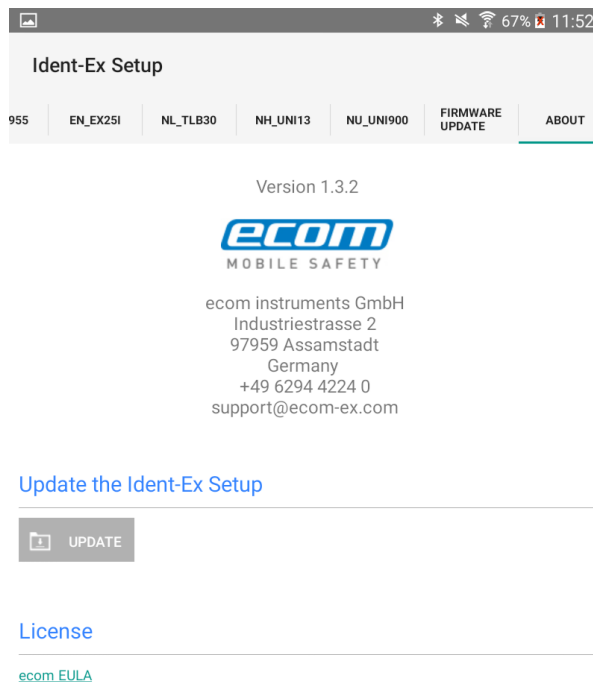 67% 11:52
Ident-Ex Setup
955 EN_EX25I NL_TLB30 NH_UNI13 NU_UNI900 FIRMWARE UPDATE ABOUT
Version 1.3.2
ecom
MOBILE SAFETY
ecom instruments GmbH
Industriestrasse 2
97959 Assamstadt
Germany
+49 6294 4224 0
support@ecom-ex.com
Update the Ident-Ex Setup
UPDATE
License
ecom EULA